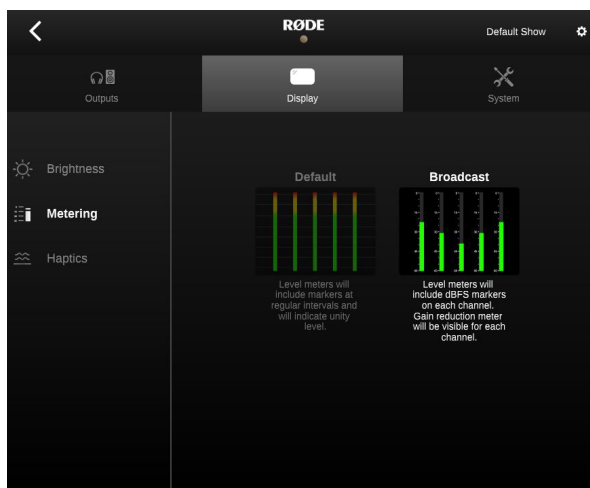 RØDE
Default Show
Outputs
Display
System
Brightness
Metering
Haptics
Default
Level meters will
include markers at
regular intervals and
will indicate unity
level.
Broadcast
Level meters will
include dBFS markers
on each channel.
Gain reduction meter
will be visible for each
channel.